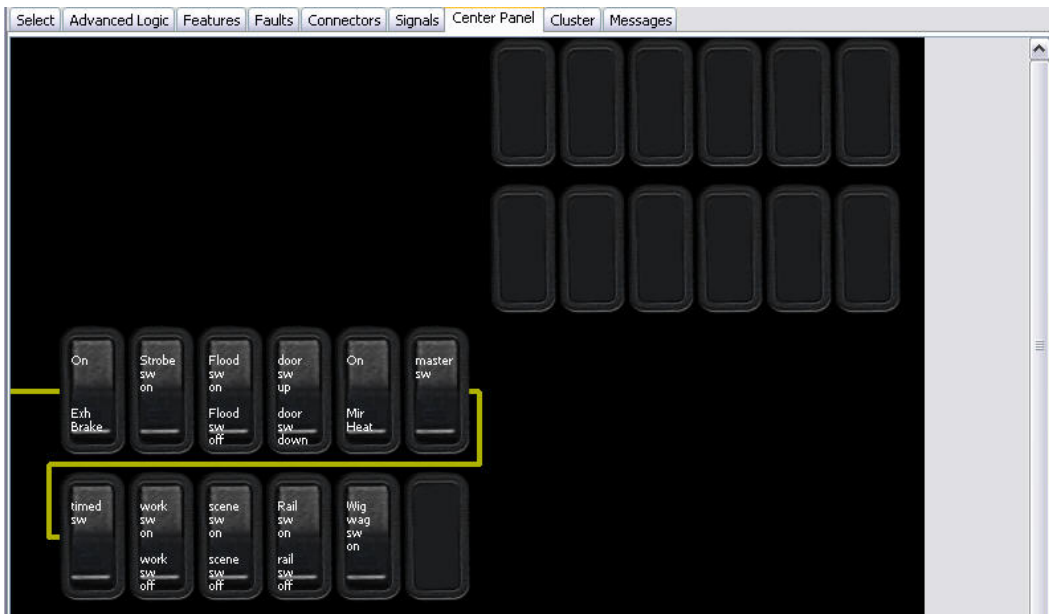 Select Advanced Logic Features Faults Connectors Signals Center Panel Cluster Messages
On
Exh
Brake
Strobe
sw
on
Flood
sw
on
Flood
sw
off
door
sw
up
door
sw
down
On
Mir
Heat
master
sw
timed
sw
work
sw
on
work
sw
off
scene
sw
on
scene
sw
off
Rail
sw
on
rail
sw
off
Wig
wag
sw
on